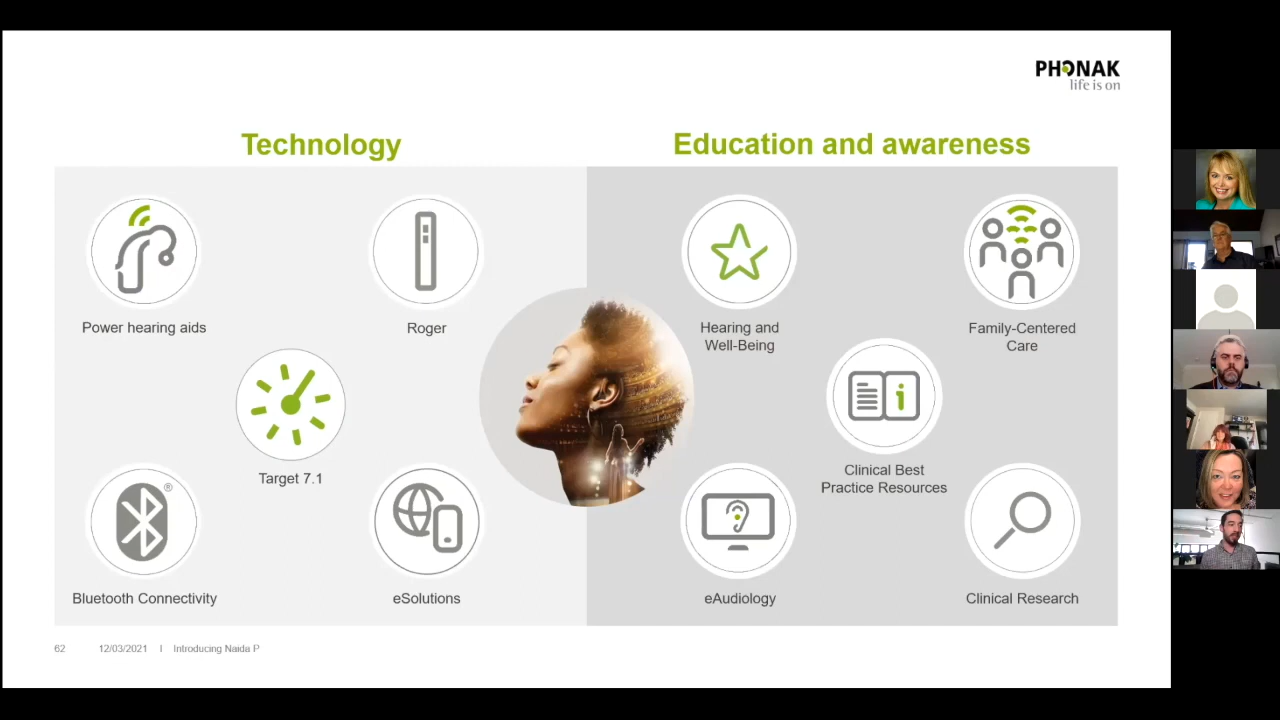 PHONAK
life is on
Technology
Education and awareness
Power hearing aids
Roger
Hearing and
Well-Being
Family-Centered
Care
Target 7.1
i
Clinical Best
Practice Resources
®
Bluetooth Connectivity
eSolutions
eAudiology
Clinical Research
62 12/03/2021 I Introducing Naida P